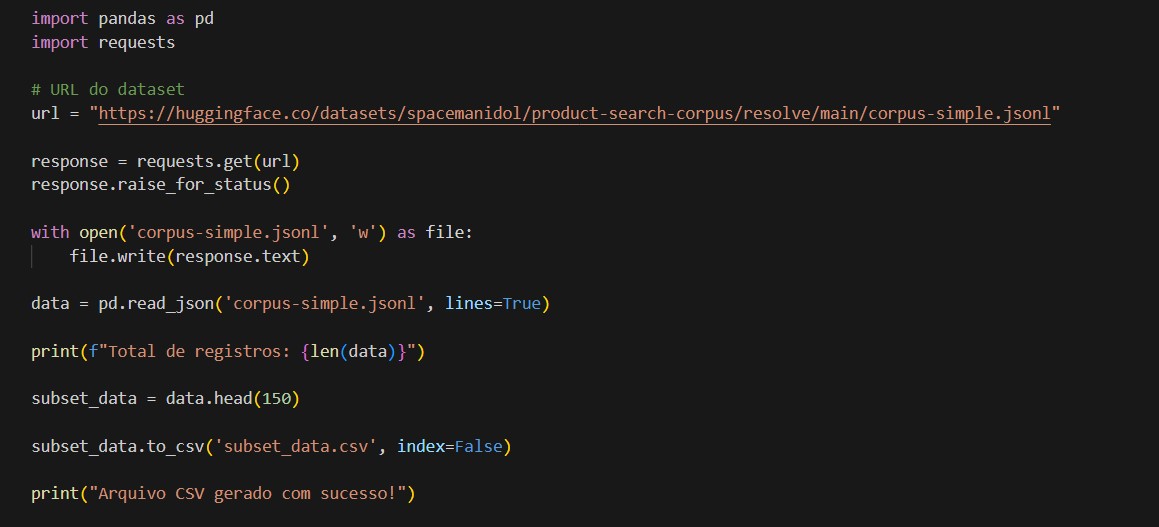 import pandas as pd
import requests
# URL do dataset
url = "https://huggingface.co/datasets/spacemanidol/product-search-corpus/resolve/main/corpus-simple.jsonl"
response = requests.get(url)
response.raise_for_status()
with open('corpus-simple.jsonl', 'w') as file:
    file.write(response.text)
data = pd.read_json('corpus-simple.jsonl', lines=True)
print(f"Total de registros: {len(data)}")
subset_data = data.head(150)
subset_data.to_csv('subset_data.csv', index=False)
print("Arquivo CSV gerado com sucesso!")